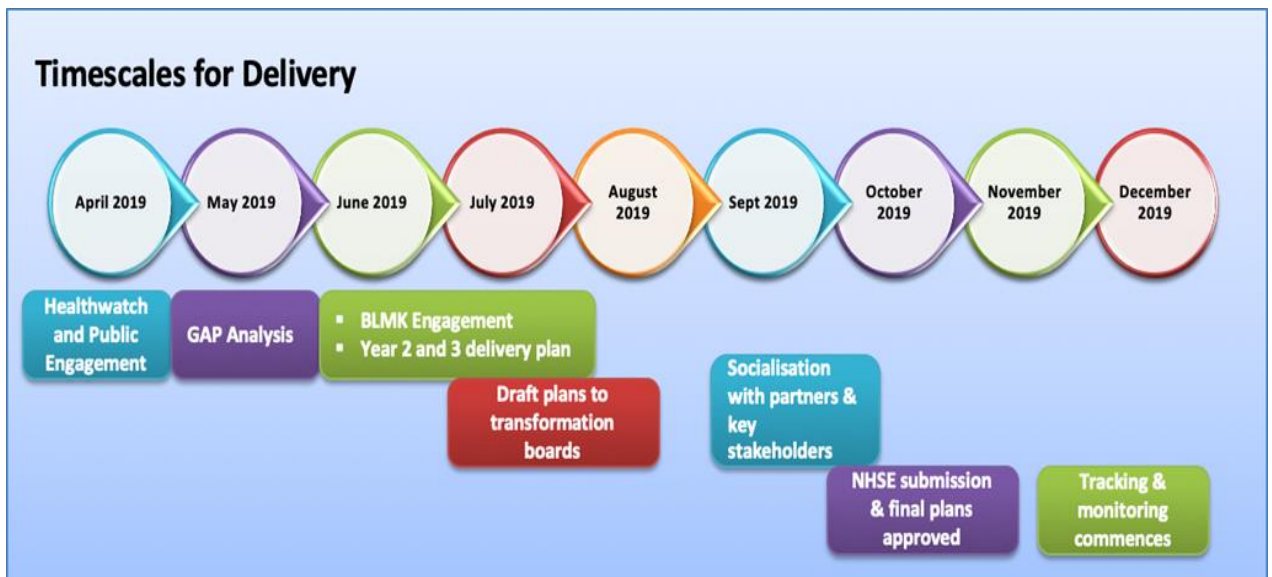 Timescales for Delivery
April 2019
May 2019
June 2019
July 2019
August
2019
Sept 2019
October
2019
November
2019
December
2019
Healthwatch
and Public
Engagement
GAP Analysis
▪ BLMK Engagement
▪ Year 2 and 3 delivery plan
Draft plans to
transformation
boards
Socialisation
with partners &
key
stakeholders
NHSE submission
& final plans
approved
Tracking &
monitoring
commences